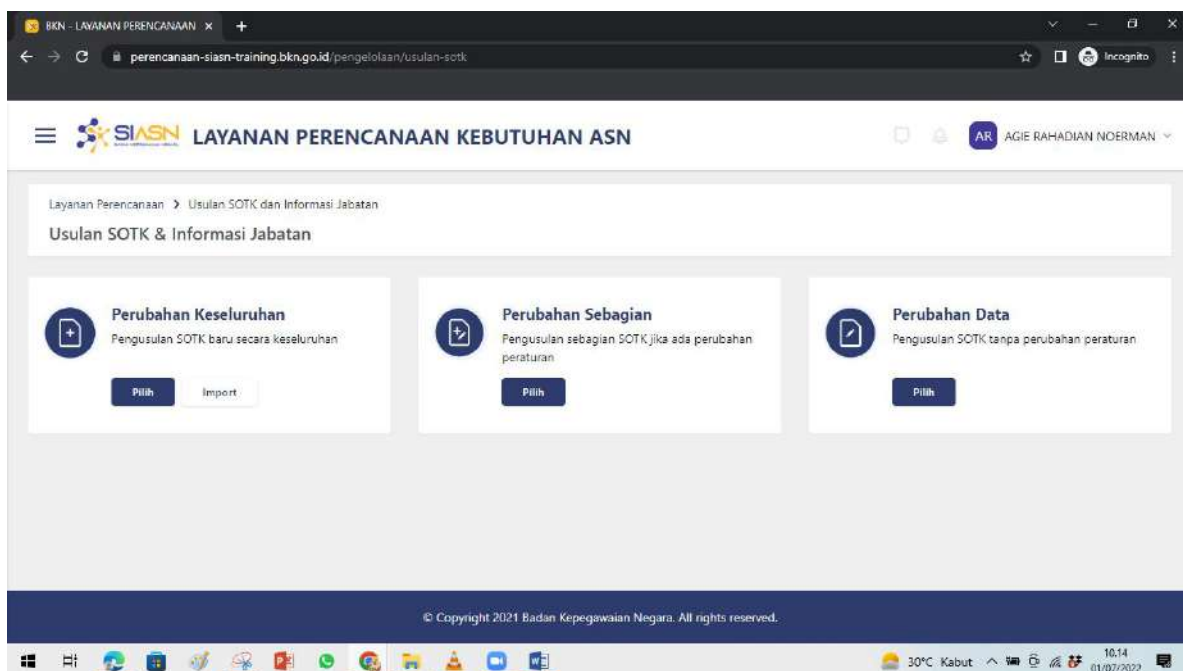 BKN - LAYANAN PERENCANAAN
perencanaan-siasn-training.bkn.go.id/pengelolaan/usulan-sotk
Incognito
SIASN
LAYANAN PERENCANAAN KEBUTUHAN ASN
AR
AGIE RAHADIAN NOERMAN
Layanan Perencanaan > Usulan SOTK dan Informasi Jabatan
Usulan SOTK & Informasi Jabatan
Perubahan Keseluruhan
Pengusulan SOTK baru secara keseluruhan
Pilih
Import
Perubahan Sebagian
Pengusulan sebagian SOTK jika ada perubahan
peraturan
Pilih
Perubahan Data
Pengusulan SOTK tanpa perubahan peraturan
Pilih
© Copyright 2021 Badan Kepegawaian Negara. All rights reserved.
30°C Kabut
10.14
01/07/2022